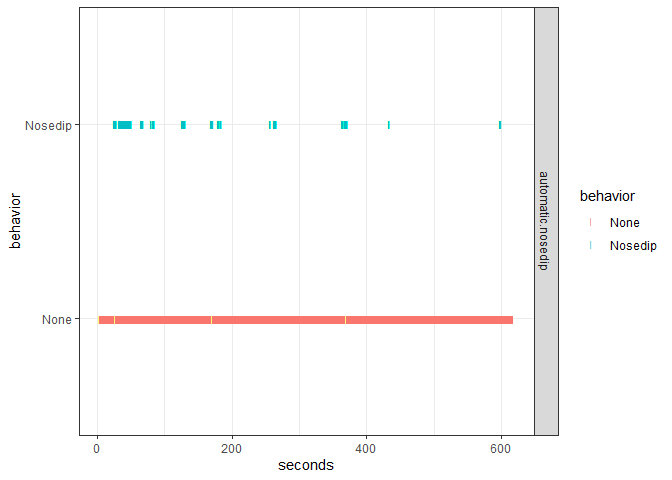 Nosedip
None
behavior
0
200
400
600
seconds
automatic.nosedip
behavior
None
Nosedip